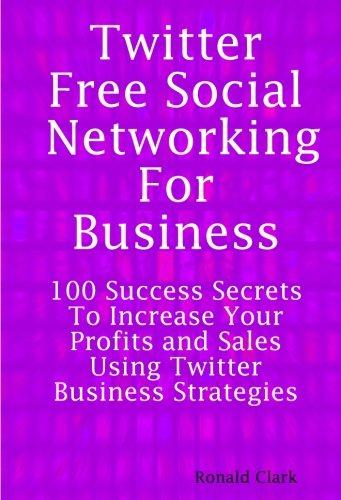 Twitter
Free Social
Networking
For
Business
100 Success Secrets
To Increase Your
Profits and Sales
Using Twitter
Business Strategies
Ronald Clark